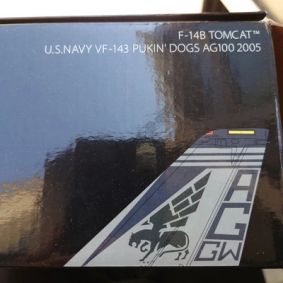 F-14B TOMCAT™
U.S.NAVY VF-143 PUKIN' DOGS AG100 2005
AG
GW